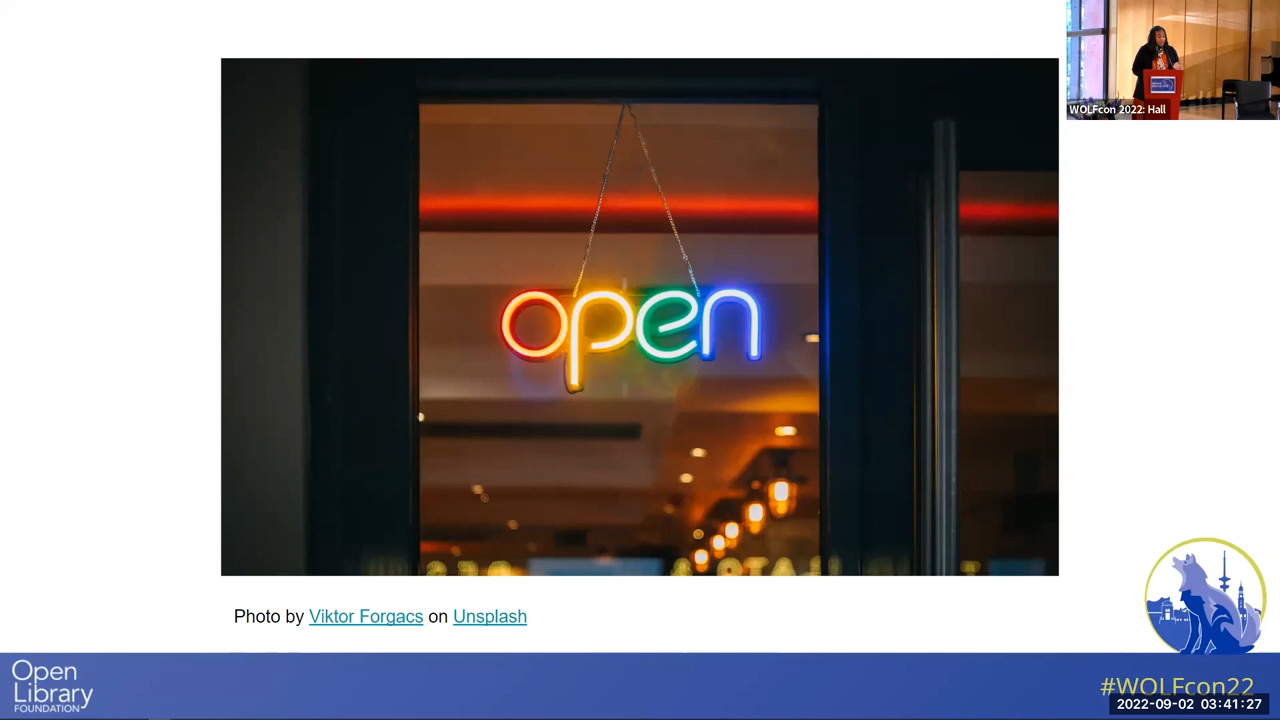 WOLFcon 2022: Hall
open
Photo by Viktor Forgacs on Unsplash
Open
Library
FOUNDATION
#WOLFcon22
2022-09-02 03:41:27